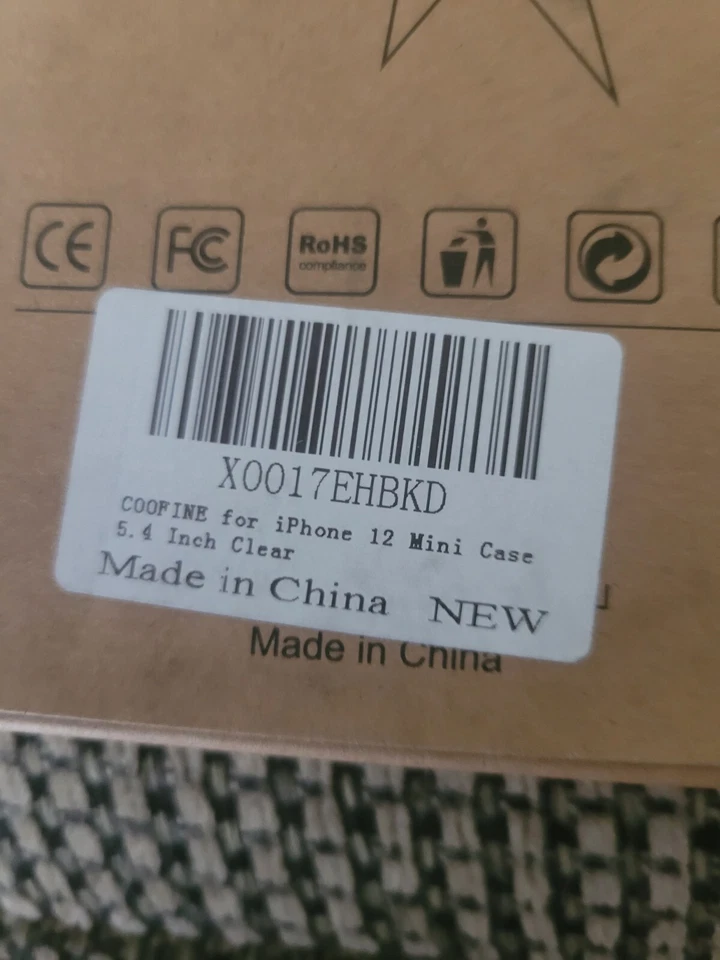 CE
FC
RoHS
compliance
X0017EHBKD
COOFINE for iPhone 12 Mini Case
5.4 Inch Clear
Made in China NEW
Made in China